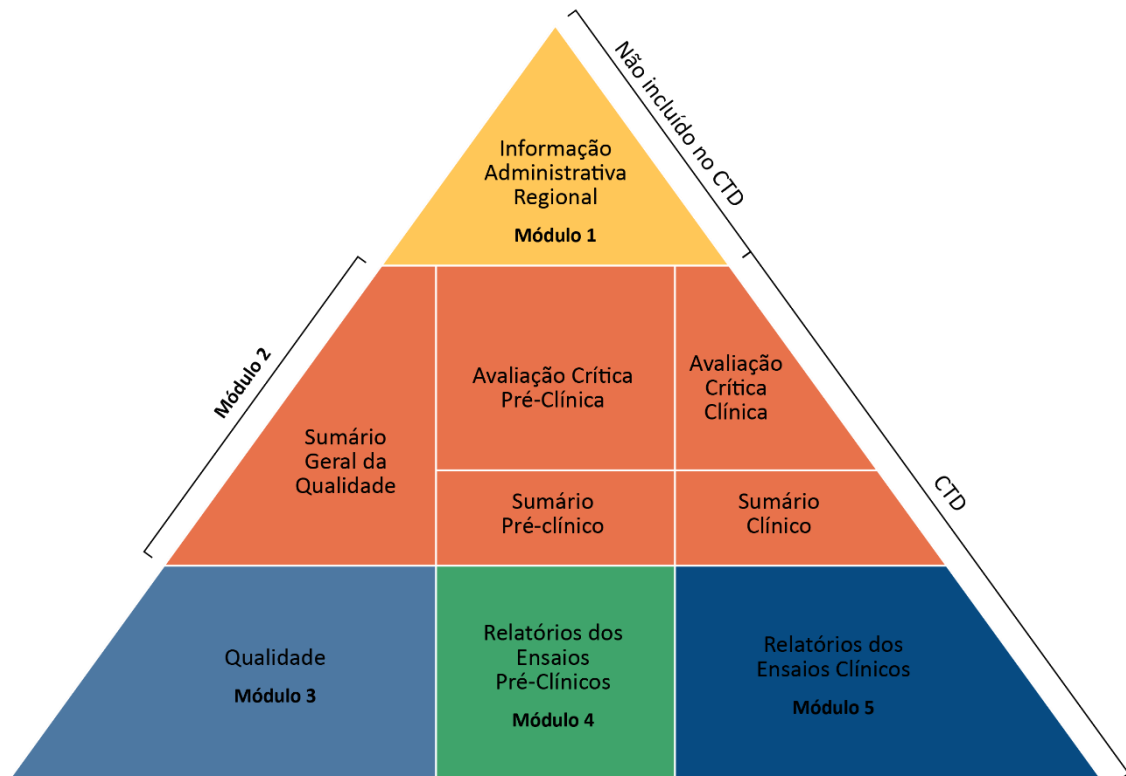 Não incluído no CTD
Informação
Administrativa
Regional
Módulo 1
Módulo 2
Sumário
Geral da
Qualidade
Avaliação Crítica
Pré-Clínica
Avaliação
Crítica
Clínica
Sumário
Pré-clínico
Sumário
Clínico
CTD
Qualidade
Módulo 3
Relatórios dos
Ensaios
Pré-Clínicos
Módulo 4
Relatórios dos
Ensaios Clínicos
Módulo 5